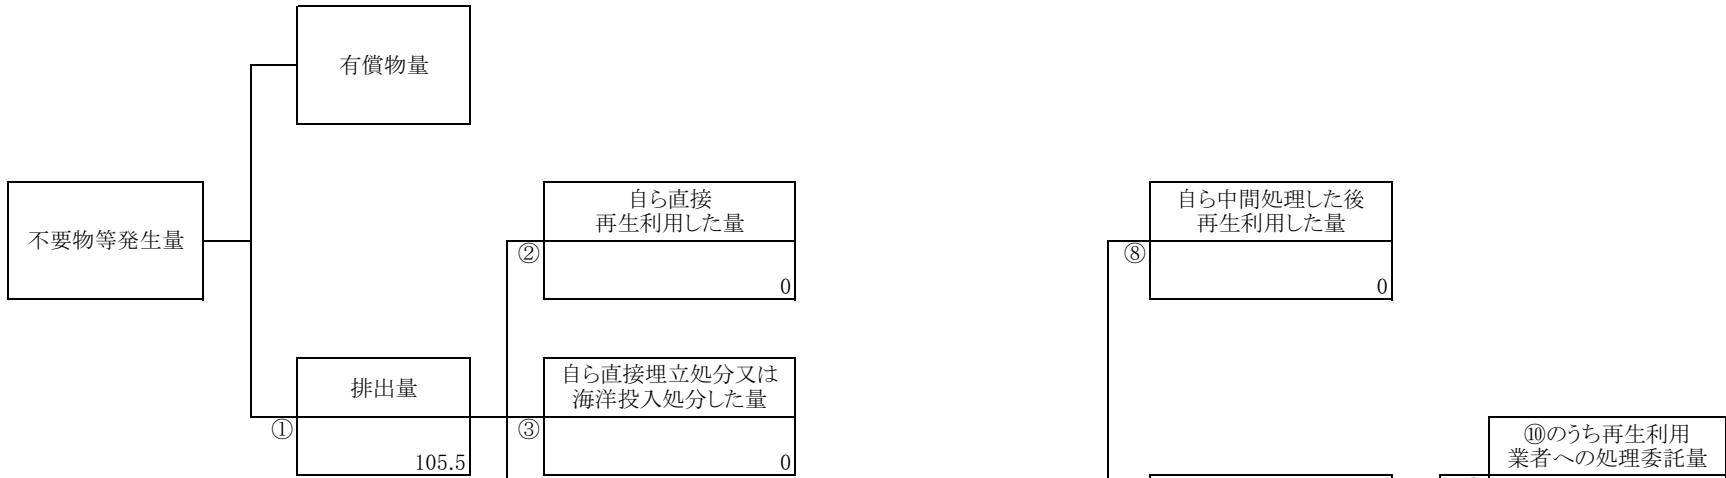 有償物量
不要物等発生量
自ら直接
再生利用した量
②
0
自ら中間処理した後
再生利用した量
⑧
0
排出量
①
105.5
自ら直接埋立処分又は
海洋投入処分した量
③
0
⑩のうち再生利用
業者への処理委託量